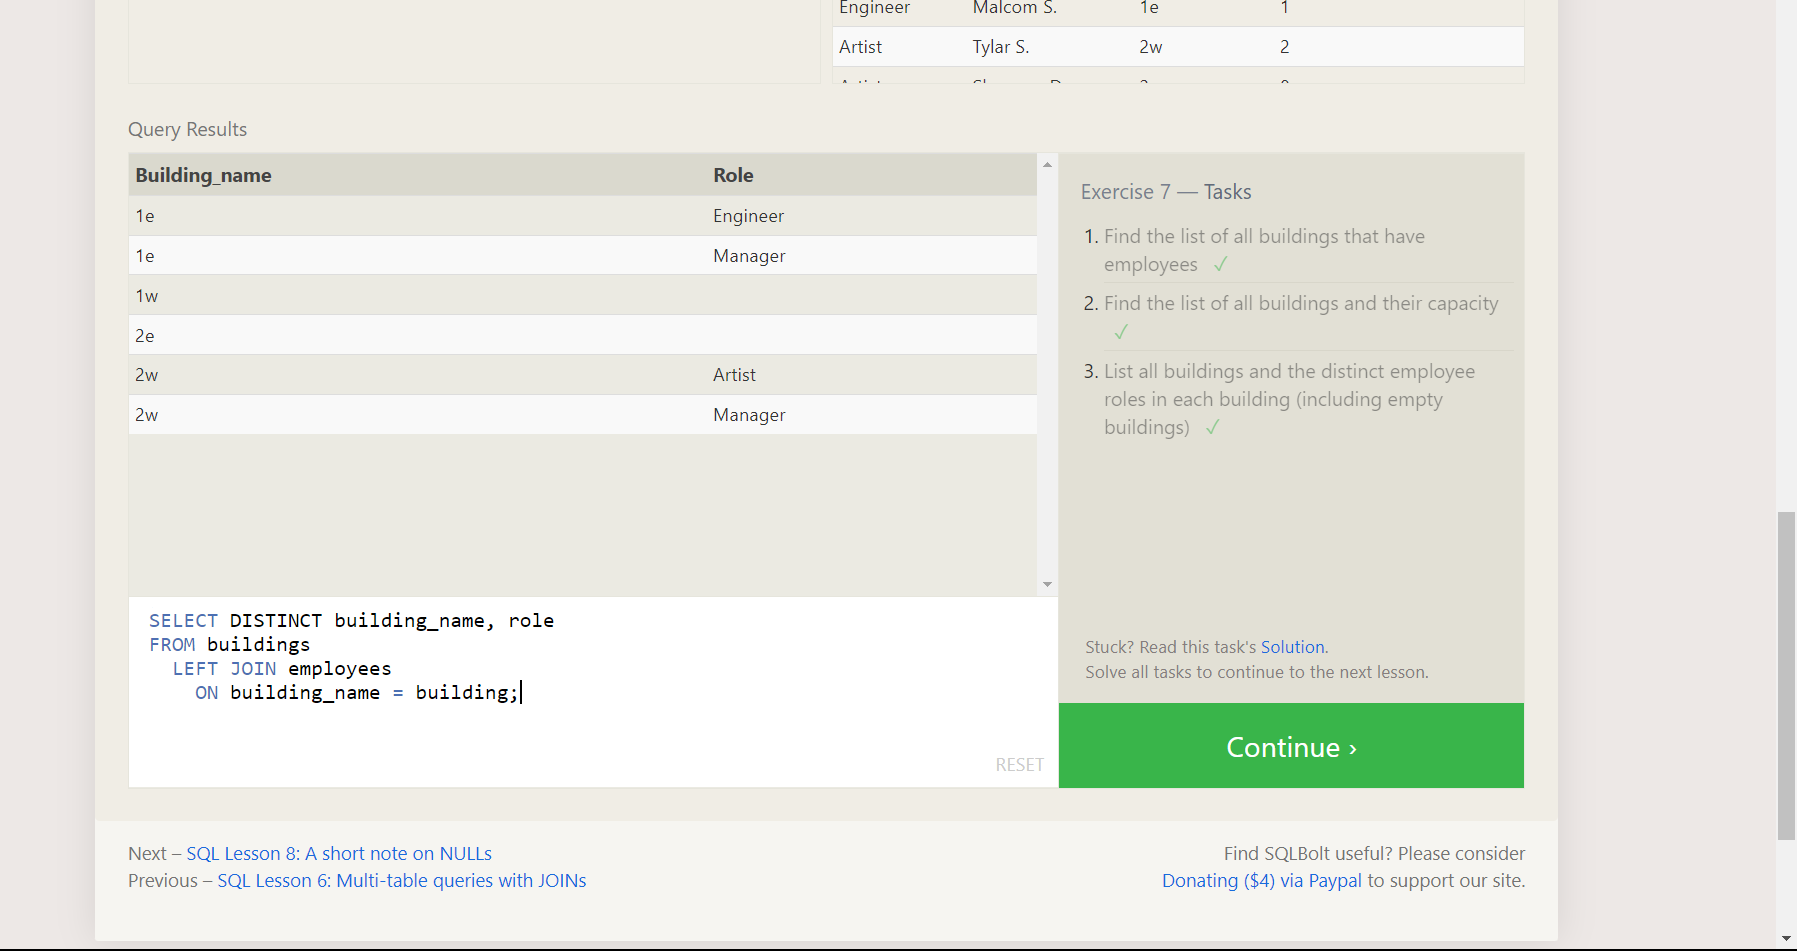 Engineer Malcom S. 1e 1
Artist Tylar S. 2w 2
Query Results
Building_name Role
1e Engineer
1e Manager
1w
2e
2w Artist
2w Manager
SELECT DISTINCT building_name, role
FROM buildings
LEFT JOIN employees
ON building_name = building;
RESET
Exercise 7 — Tasks
1. Find the list of all buildings that have
employees ✓
2. Find the list of all buildings and their capacity
✓
3. List all buildings and the distinct employee
roles in each building (including empty
buildings) ✓
Stuck? Read this task's Solution.
Solve all tasks to continue to the next lesson.
Continue ›
Next – SQL Lesson 8: A short note on NULLs
Previous – SQL Lesson 6: Multi-table queries with JOINs
Find SQLBolt useful? Please consider
Donating ($4) via Paypal to support our site.